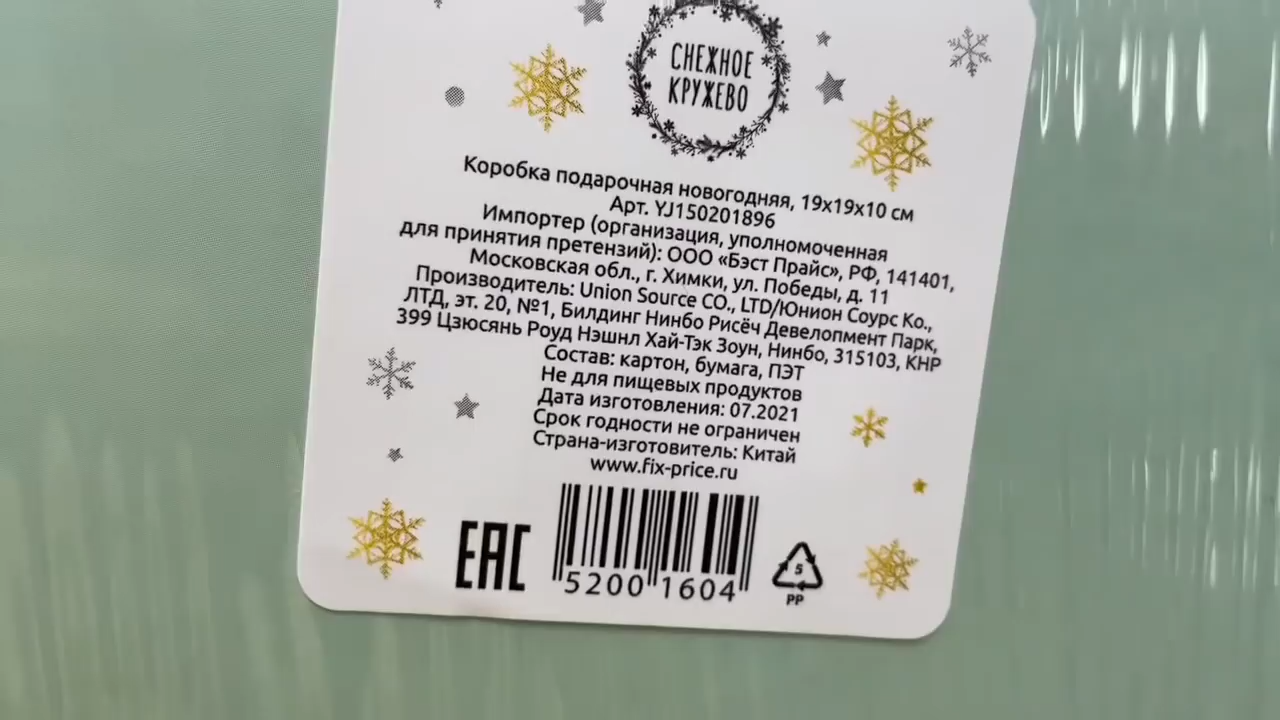 СНЕЖНОЕ
КРУЖЕВО
Коробка подарочная новогодняя, 19х19х10 см
Арт. YJ150201896
Импортер (организация, уполномоченная
для принятия претензий): ООО «Бэст Прайс», РФ, 141401,
Московская обл., г. Химки, ул. Победы, д. 11
Производитель: Union Source CO., LTD/Юнион Соурс Ко.,
ЛТД, эт. 20, №1, Билдинг Нинбо Рисёч Девелопмент Парк,
399 Цзюсянь Роуд Нэшнл Хай-Тэк Зоун, Нинбо, 315103, КНР
Состав: картон, бумага, ПЭТ
Не для пищевых продуктов
Дата изготовления: 07.2021
Срок годности не ограничен
Страна-изготовитель: Китай
www.fix-price.ru
EAC
5200 1604
5
PP